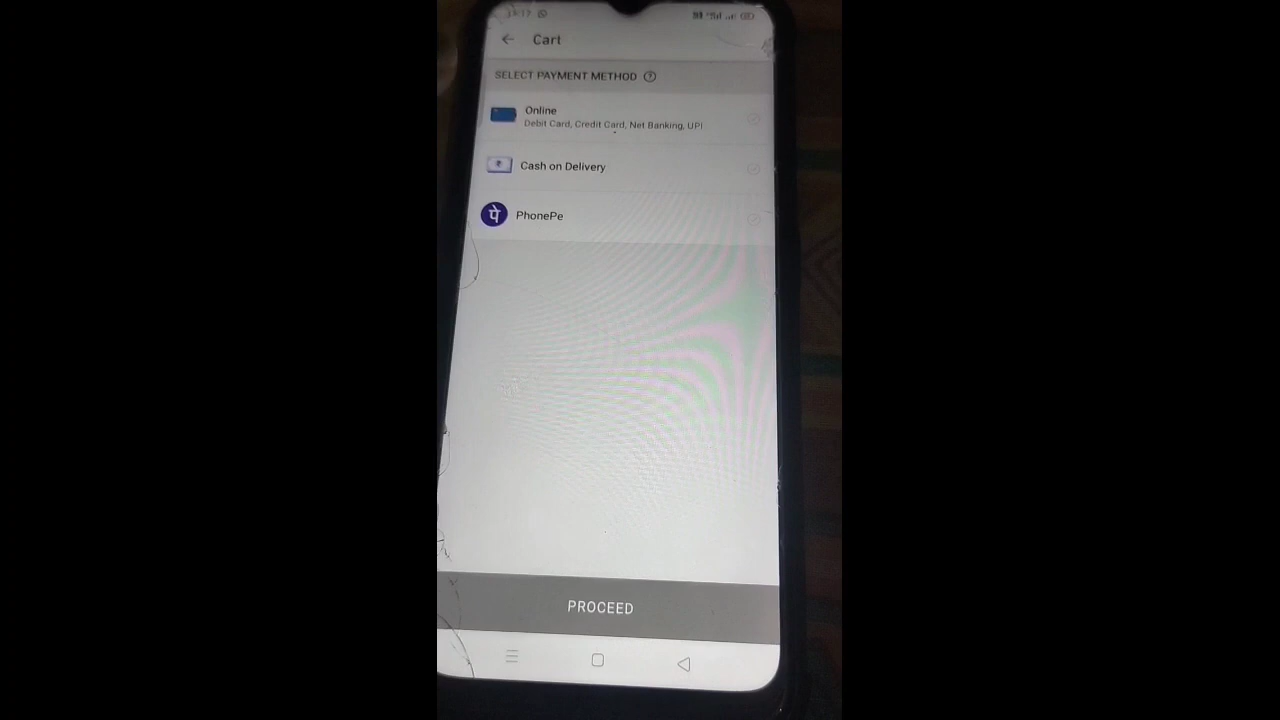 Cart
SELECT PAYMENT METHOD ?
Online
Debit Card, Credit Card, Net Banking, UPI
₹
Cash on Delivery
पे PhonePe
PROCEED